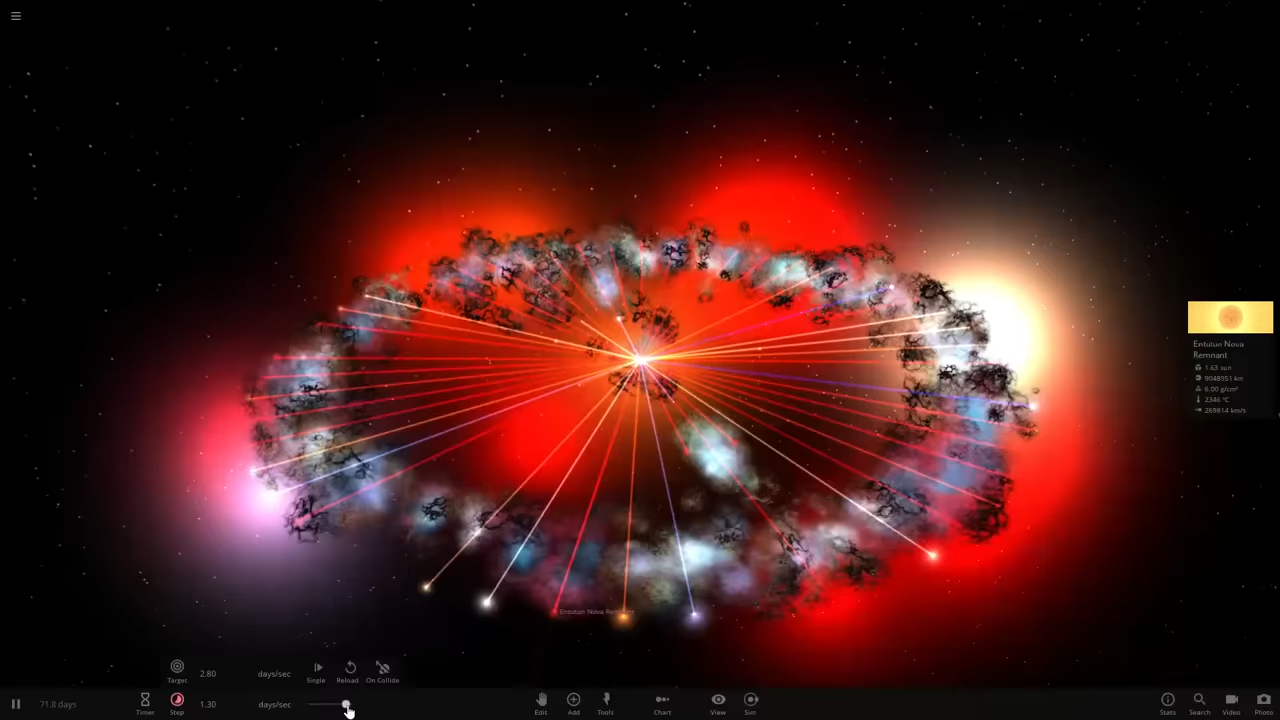 Entutun Nova
Remnant
1.63 sun
9048951 km
6.00 g/cm³
2346 °C
269814 km/s
Entutun Nova Remnant
2.80
days/sec
Target
Single
Reload
On Collide
71.8 days
1.30
days/sec
Timer
Step
Edit
Add
Tools
Chart
View
Sim
Stats
Search
Video
Photo